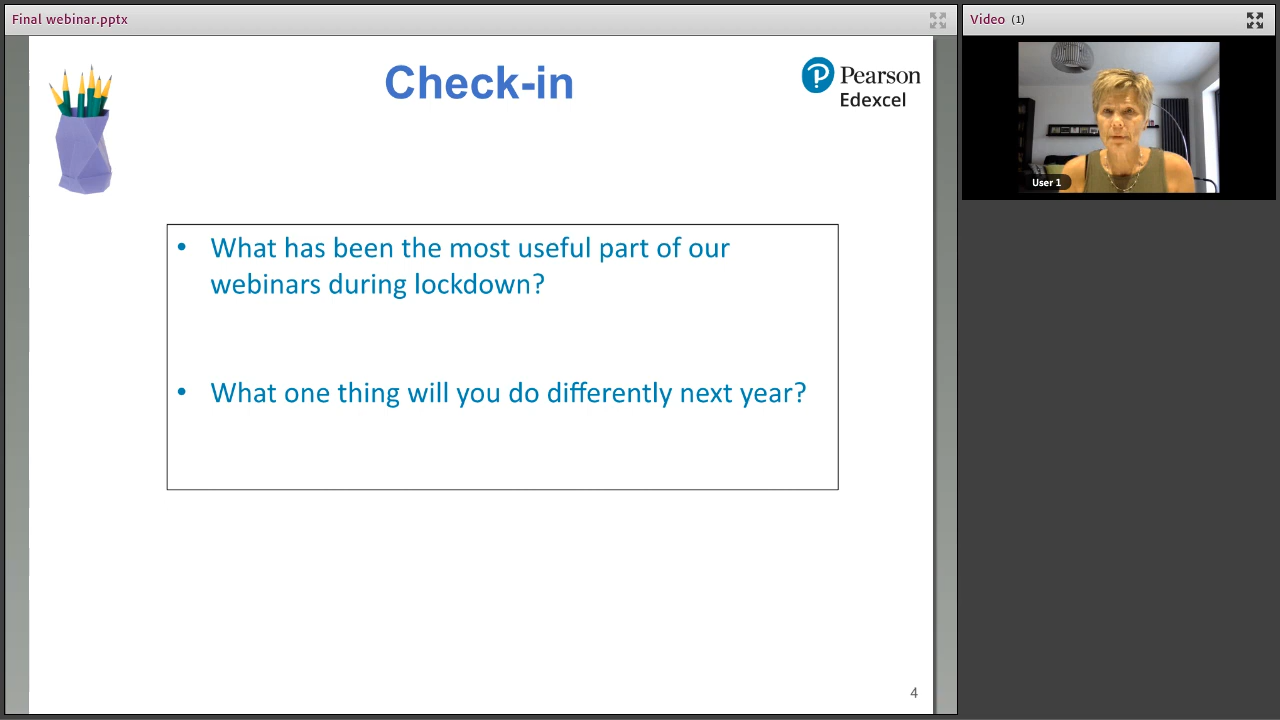 Final webinar.pptx
Video (1)
Check-in
Pearson
Edexcel
User 1
• What has been the most useful part of our
webinars during lockdown?
• What one thing will you do differently next year?
4